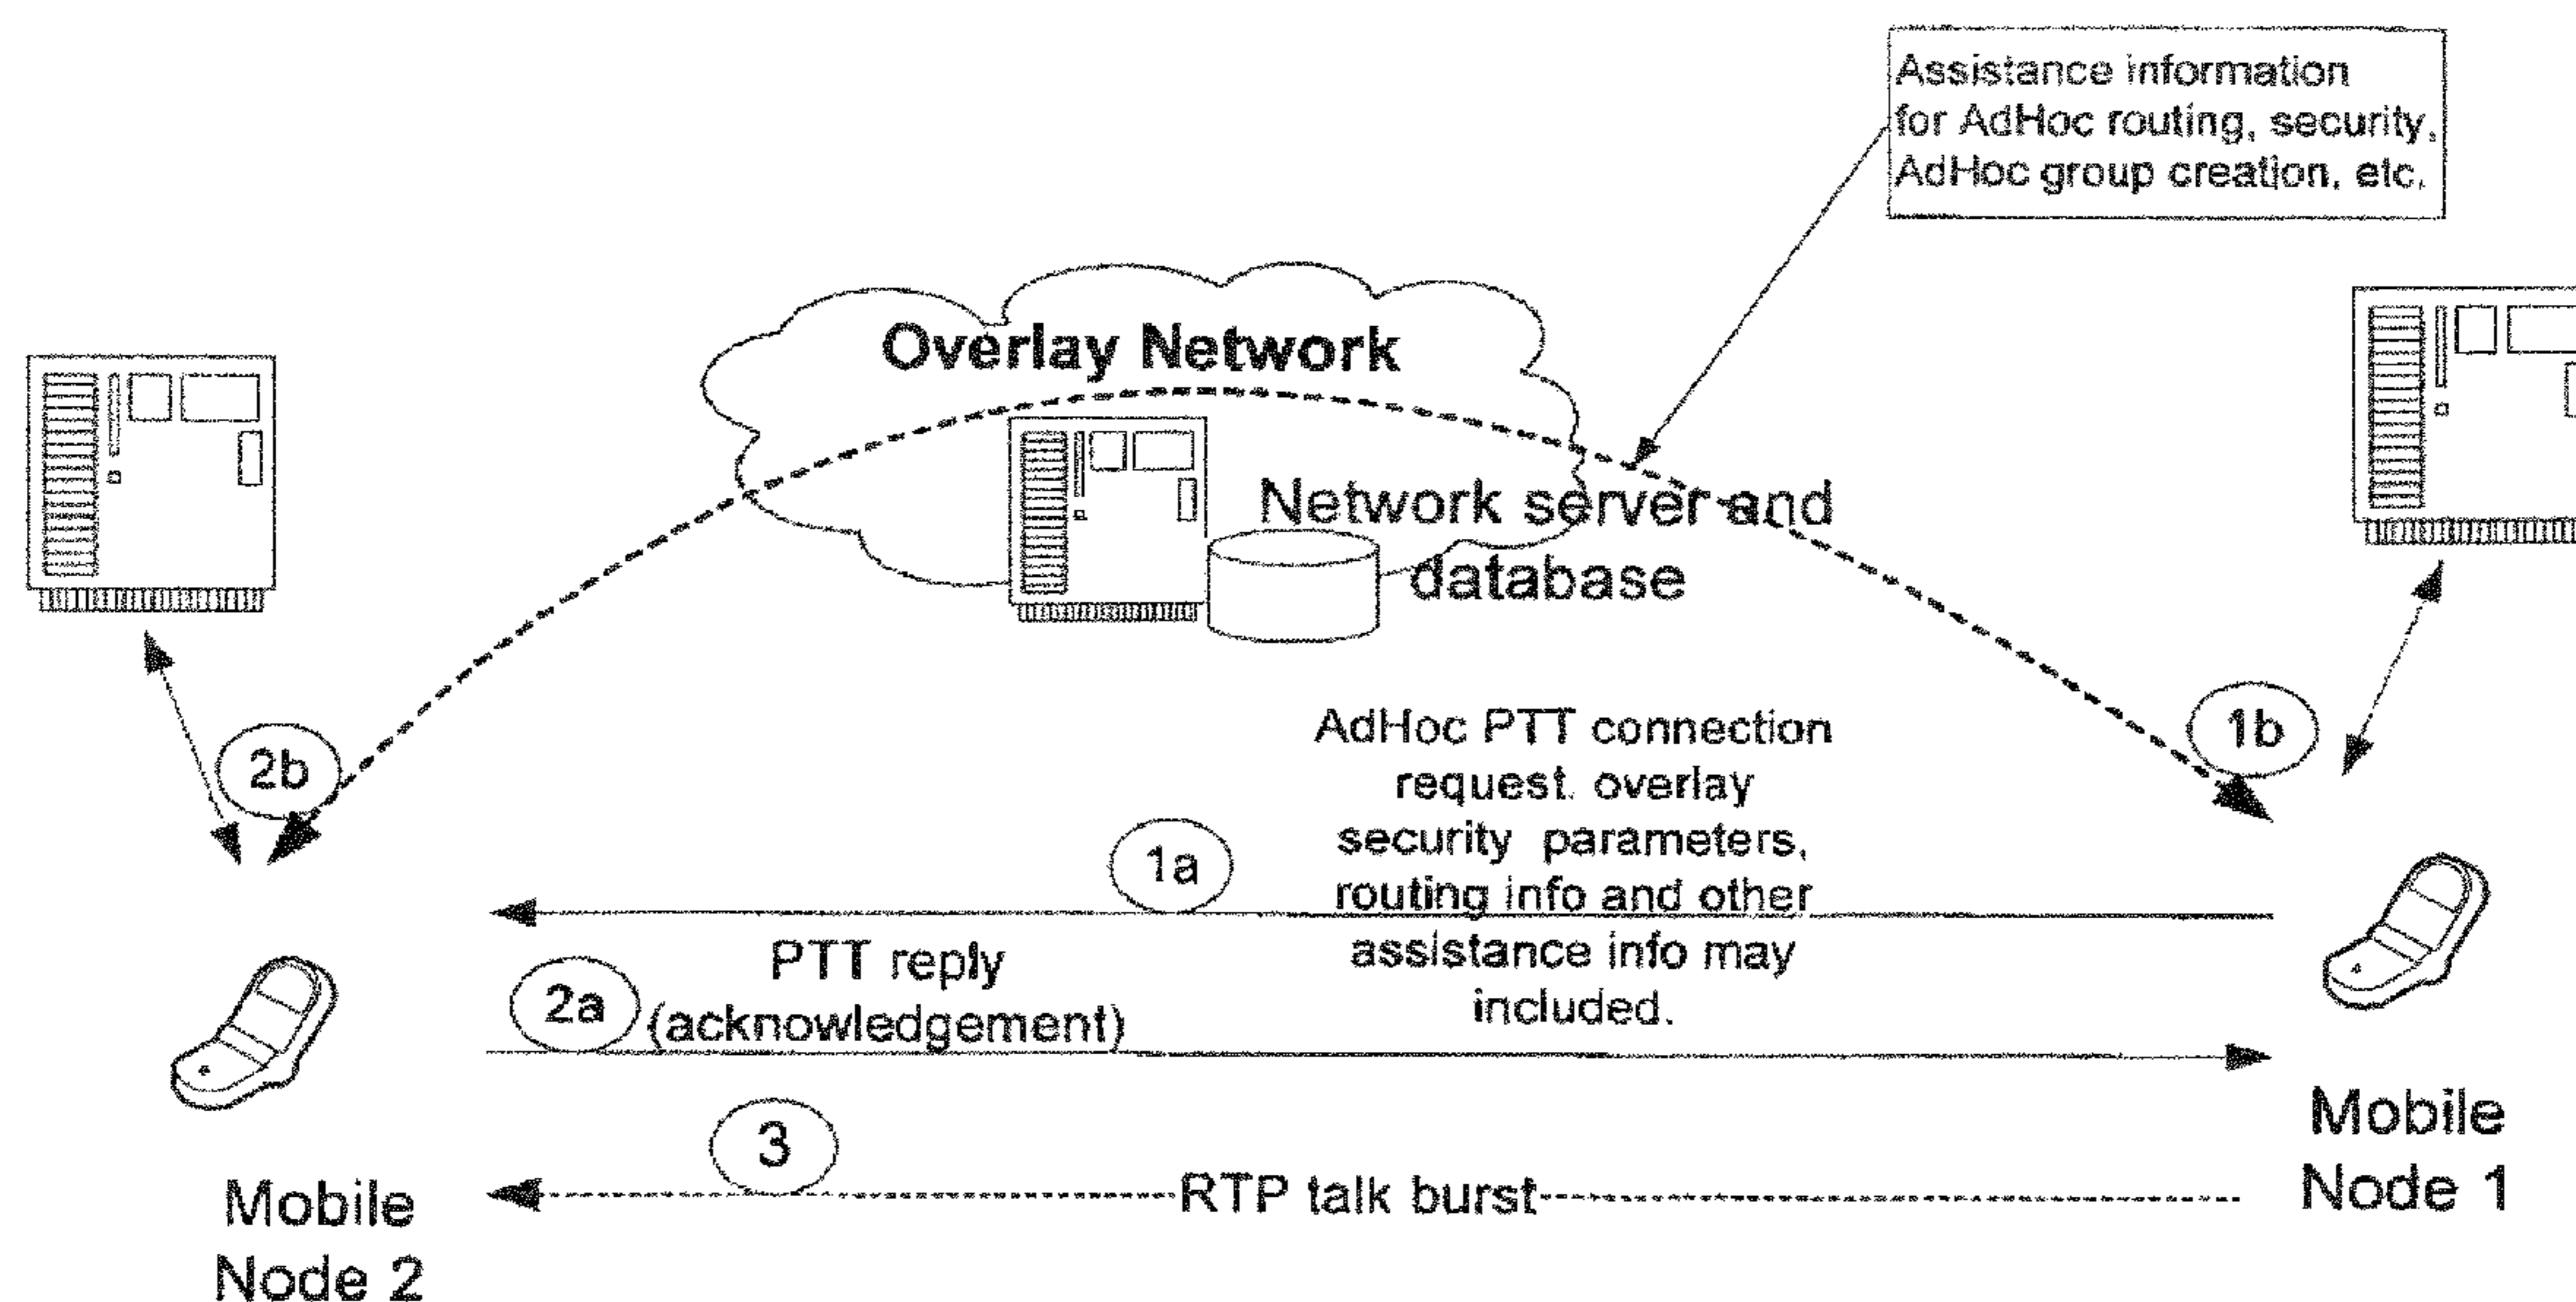 Assistance information
for AdHoc routing, security,
AdHoc group creation, etc.
Overlay Network
Network server and
database
2b
1b
AdHoc PTT connection
request. overlay
security parameters,
routing info and other
assistance info may
included.
1a
PTT reply
(acknowledgement)
2a
3
RTP talk burst
Mobile
Node 1
Mobile
Node 2